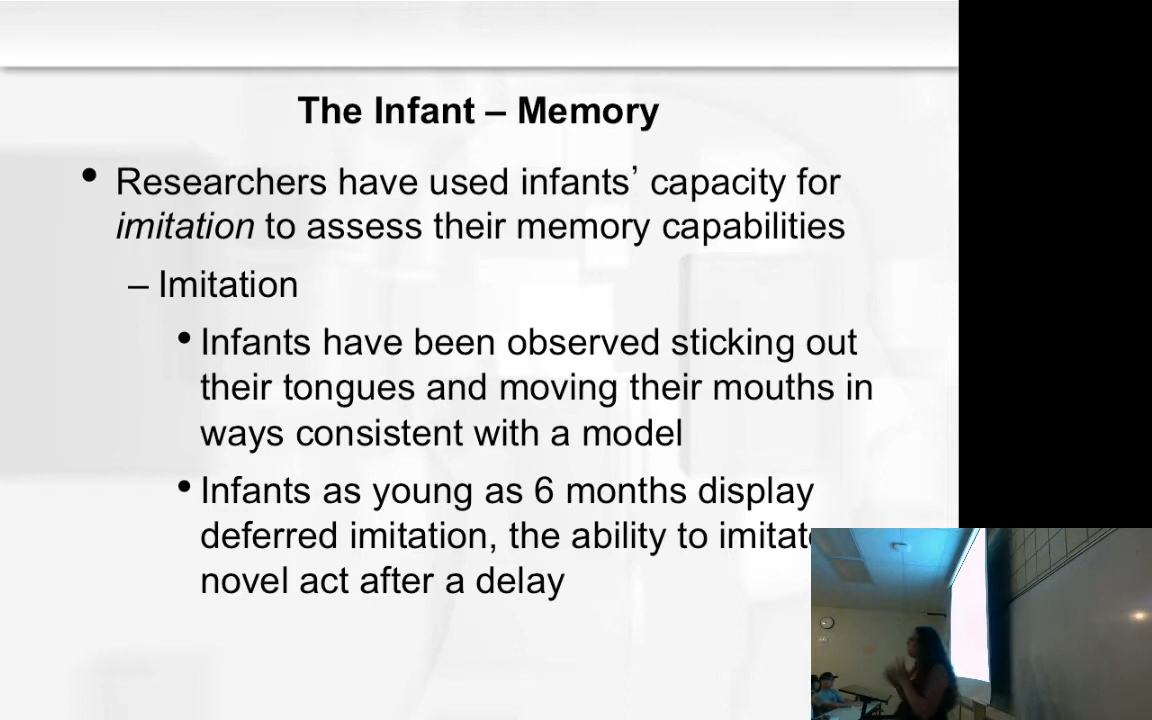 The Infant – Memory
• Researchers have used infants’ capacity for
imitation to assess their memory capabilities
– Imitation
• Infants have been observed sticking out
their tongues and moving their mouths in
ways consistent with a model
• Infants as young as 6 months display
deferred imitation, the ability to
novel act after a delay